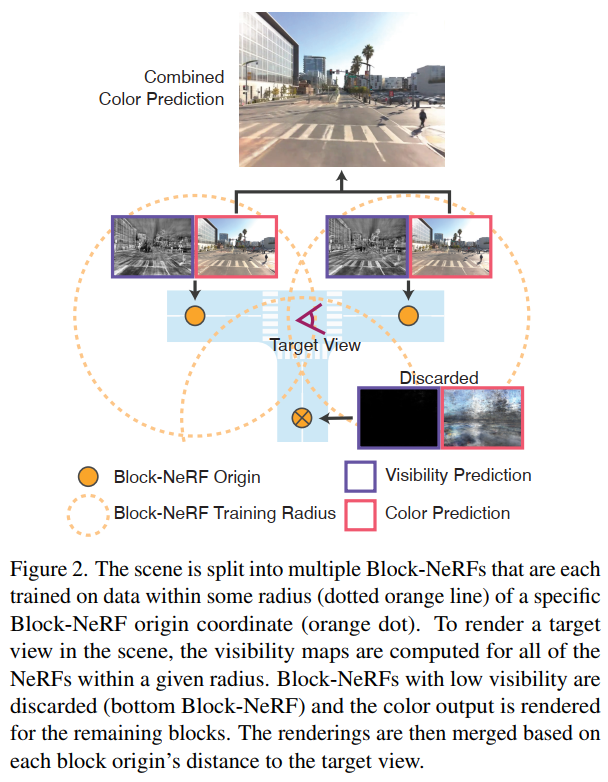 Combined
Color Prediction
Target View
Discarded
Block-NeRF Origin
Visibility Prediction
Block-NeRF Training Radius
Color Prediction
Figure 2. The scene is split into multiple Block-NeRFs that are each
trained on data within some radius (dotted orange line) of a specific
Block-NeRF origin coordinate (orange dot). To render a target
view in the scene, the visibility maps are computed for all of the
NeRFs within a given radius. Block-NeRFs with low visibility are
discarded (bottom Block-NeRF) and the color output is rendered
for the remaining blocks. The renderings are then merged based on
each block origin's distance to the target view.